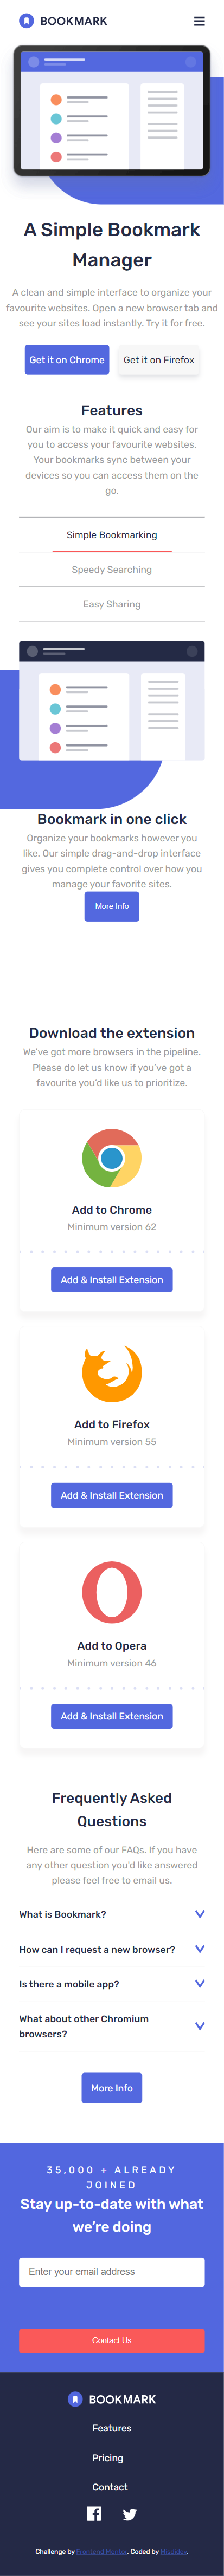 BOOKMARK
A Simple Bookmark
Manager
A clean and simple interface to organize your
favourite websites. Open a new browser tab and
see your sites load instantly. Try it for free.
Get it on Chrome
Get it on Firefox
Features
Our aim is to make it quick and easy for
you to access your favourite websites.
Your bookmarks sync between your
devices so you can access them on the
go.
Simple Bookmarking
Speedy Searching
Easy Sharing
Bookmark in one click
Organize your bookmarks however you
like. Our simple drag-and-drop interface
gives you complete control over how you
manage your favorite sites.
More Info
Download the extension
We've got more browsers in the pipeline.
Please do let us know if you've got a
favourite you'd like us to prioritize.
Add to Chrome
Minimum version 62
Add & Install Extension
Add to Firefox
Minimum version 55
Add & Install Extension
Add to Opera
Minimum version 46
Add & Install Extension
Frequently Asked
Questions
Here are some of our FAQs. If you have
any other question you'd like answered
please feel free to email us.
What is Bookmark?
How can I request a new browser?
Is there a mobile app?
What about other Chromium
browsers?
More Info
35,000 + ALREADY
JOINED
Stay up-to-date with what
we're doing
Enter your email address
Contact Us
BOOKMARK
Features
Pricing
Contact
Challenge by Frontend Mentor. Coded by